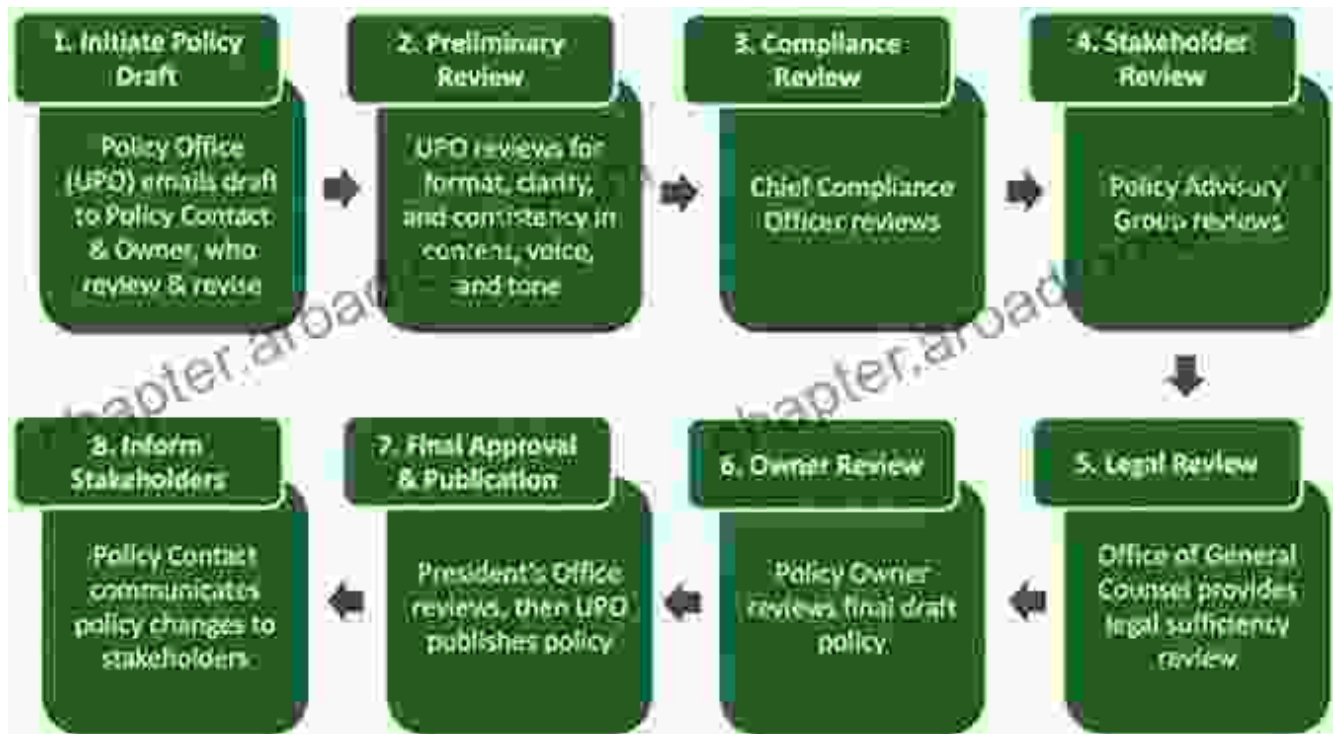 1. Initiate Policy
Draft
Policy Office
(UPO) emails draft
to Policy Contact
& Owner, who
review & revise
2. Preliminary
Review
UPO reviews for
format, clarity,
and consistency in
content, voice,
and tone
3. Compliance
Review
Chief Compliance
Officer reviews
4. Stakeholder
Review
Policy Advisory
Group reviews
5. Legal Review
Office of General
Counsel provides
legal sufficiency
review
6. Owner Review
Policy Owner
reviews final draft
policy
7. Final Approval
& Publication
President's Office
reviews, then UPO
publishes policy
8. Inform
Stakeholders
Policy Contact
communicates
policy changes to
stakeholders